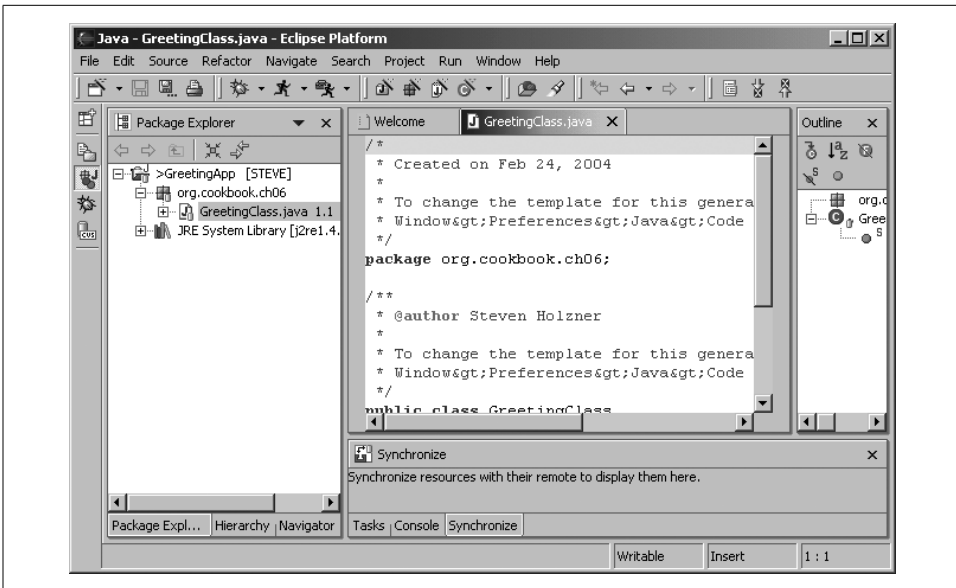 Java - GreetingClass.java - Eclipse Platform
File Edit Source Refactor Navigate Search Project Run Window Help
Package Explorer
Welcome
GreetingClass.java
Outline
>GreetingApp [STEVE]
org.cookbook.ch06
GreetingClass.java 1.1
JRE System Library [j2re1.4.
/*
* Created on Feb 24, 2004
*
* To change the template for this genera
* Window&gt;Preferences&gt;Java&gt;Code
*/
package org.cookbook.ch06;
/**
* @author Steven Holzner
*
* To change the template for this genera
* Window&gt;Preferences&gt;Java&gt;Code
*/
public class GreetingClass
org.c
Gree
S
Synchronize
Synchronize resources with their remote to display them here.
Package Expl... Hierarchy Navigator
Tasks Console Synchronize
Writable Insert 1 : 1